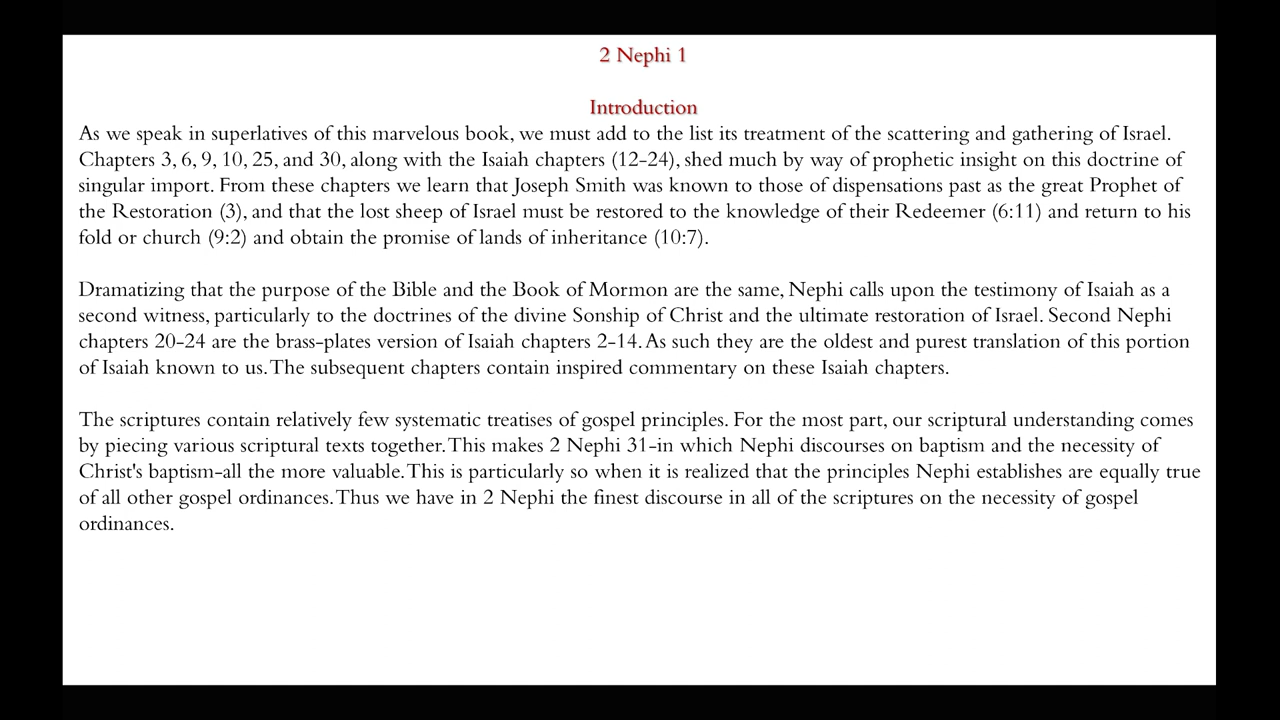 2 Nephi 1
Introduction
As we speak in superlatives of this marvelous book, we must add to the list its treatment of the scattering and gathering of Israel.
Chapters 3, 6, 9, 10, 25, and 30, along with the Isaiah chapters (12-24), shed much by way of prophetic insight on this doctrine of
singular import. From these chapters we learn that Joseph Smith was known to those of dispensations past as the great Prophet of
the Restoration (3), and that the lost sheep of Israel must be restored to the knowledge of their Redeemer (6:11) and return to his
fold or church (9:2) and obtain the promise of lands of inheritance (10:7).
Dramatizing that the purpose of the Bible and the Book of Mormon are the same, Nephi calls upon the testimony of Isaiah as a
second witness, particularly to the doctrines of the divine Sonship of Christ and the ultimate restoration of Israel. Second Nephi
chapters 20-24 are the brass-plates version of Isaiah chapters 2-14. As such they are the oldest and purest translation of this portion
of Isaiah known to us. The subsequent chapters contain inspired commentary on these Isaiah chapters.
The scriptures contain relatively few systematic treatises of gospel principles. For the most part, our scriptural understanding comes
by piecing various scriptural texts together. This makes 2 Nephi 31-in which Nephi discourses on baptism and the necessity of
Christ's baptism-all the more valuable. This is particularly so when it is realized that the principles Nephi establishes are equally true
of all other gospel ordinances. Thus we have in 2 Nephi the finest discourse in all of the scriptures on the necessity of gospel
ordinances.